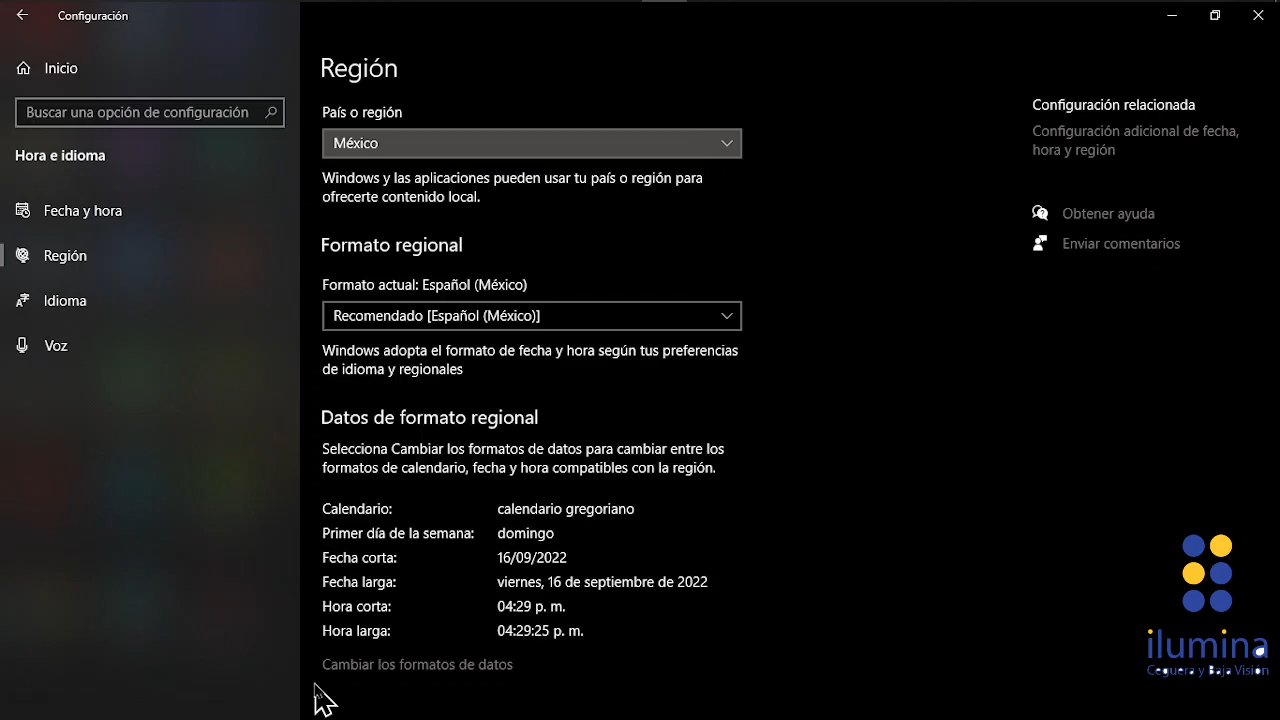 Configuración
Inicio
Buscar una opción de configuración
Hora e idioma
Fecha y hora
Región
Idioma
Voz
Región
País o región
México
Windows y las aplicaciones pueden usar tu país o región para
ofrecerte contenido local.
Formato regional
Formato actual: Español (México)
Recomendado [Español (México)]
Windows adopta el formato de fecha y hora según tus preferencias
de idioma y regionales
Datos de formato regional
Selecciona Cambiar los formatos de datos para cambiar entre los
formatos de calendario, fecha y hora compatibles con la región.
Calendario: calendario gregoriano
Primer día de la semana: domingo
Fecha corta: 16/09/2022
Fecha larga: viernes, 16 de septiembre de 2022
Hora corta: 04:29 p. m.
Hora larga: 04:29:25 p. m.
Cambiar los formatos de datos
Configuración relacionada
Configuración adicional de fecha,
hora y región
Obtener ayuda
Enviar comentarios
ilumina
Ceguera y Baja Visión